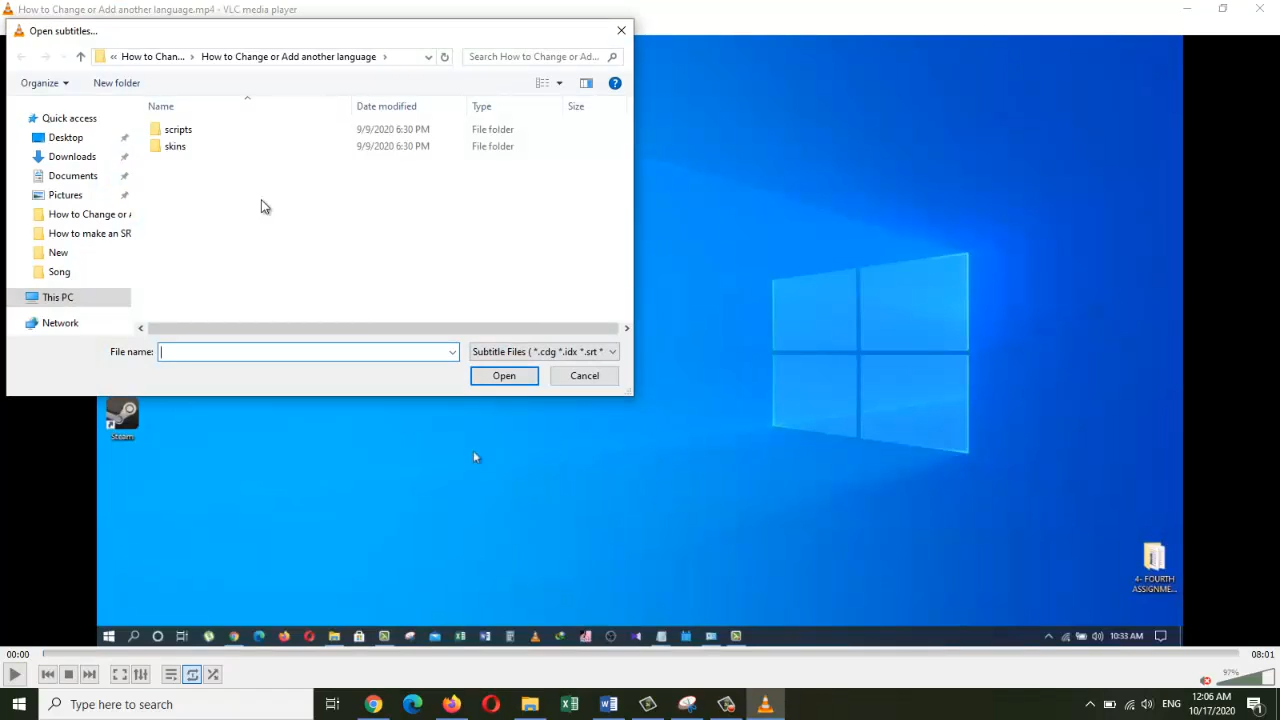 How to Change or Add another language.mp4 - VLC media player
Open subtitles...
« How to Chan... › How to Change or Add another language ›
Search How to Change or Ad...
Organize
New folder
Name
Date modified
Type
Size
Quick access
Desktop
Downloads
Documents
Pictures
How to Change or A
How to make an SR
New
Song
This PC
Network
scripts 9/9/2020 6:30 PM File folder
skins 9/9/2020 6:30 PM File folder
File name:
Subtitle Files ( *.cdg *.idx *.srt *
Open
Cancel
Steam
4- FOURTH
ASSIGNME...
10:33 AM
00:00
08:01
97%
Type here to search
ENG
12:06 AM
10/17/2020